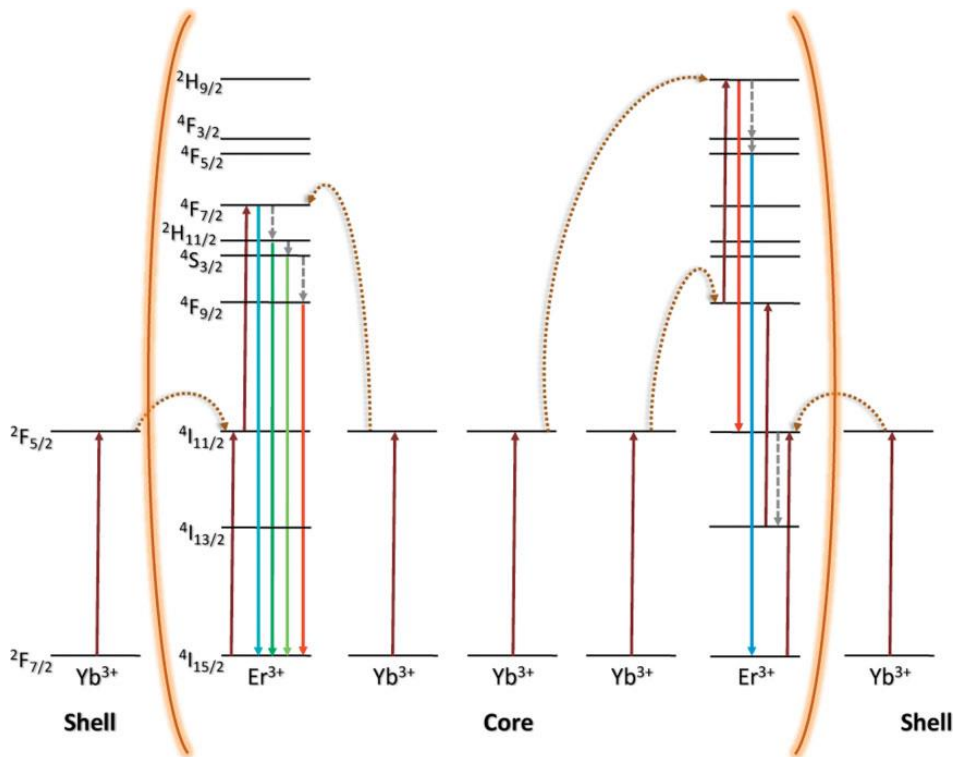 ²H₉/₂
⁴F₃/₂
⁴F₅/₂
⁴F₇/₂
²H₁₁/₂
⁴S₃/₂
⁴F₉/₂
²F₅/₂ ⁴I₁₁/₂
⁴I₁₃/₂
²F₇/₂ ⁴I₁₅/₂
Yb³⁺ Er³⁺ Yb³⁺ Yb³⁺ Yb³⁺ Er³⁺ Yb³⁺
Shell Core Shell